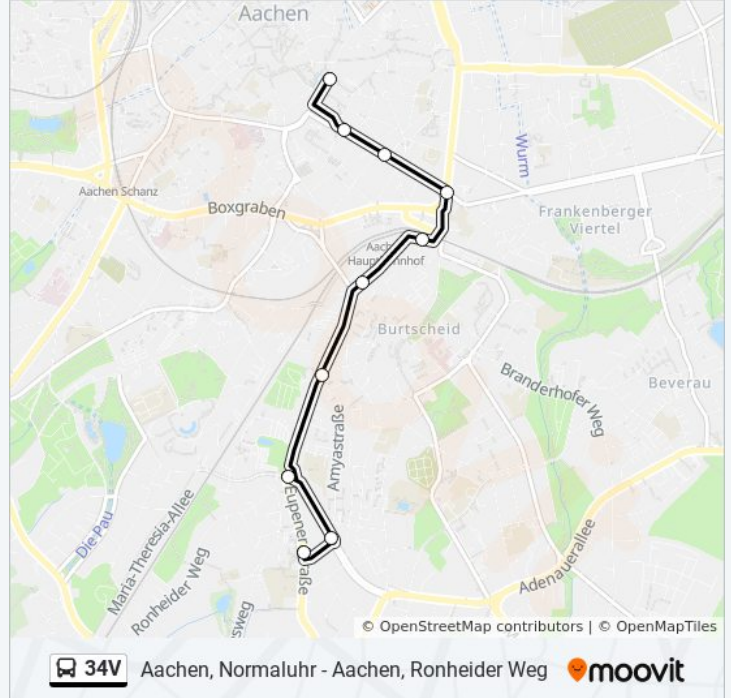 Aachen
Wurm
Aachen Schanz
Boxgraben
Frankenberger
Viertel
Aachen
Hauptbahnhof
Burtscheid
Branderhofer Weg
Beverau
Amyastraße
Eupener Straße
Die Pau
Maria-Theresia-Allee
Ronheider Weg
Adenauerallee
© OpenStreetMap contributors | © OpenMapTiles
34V Aachen, Normaluhr - Aachen, Ronheider Weg moovit